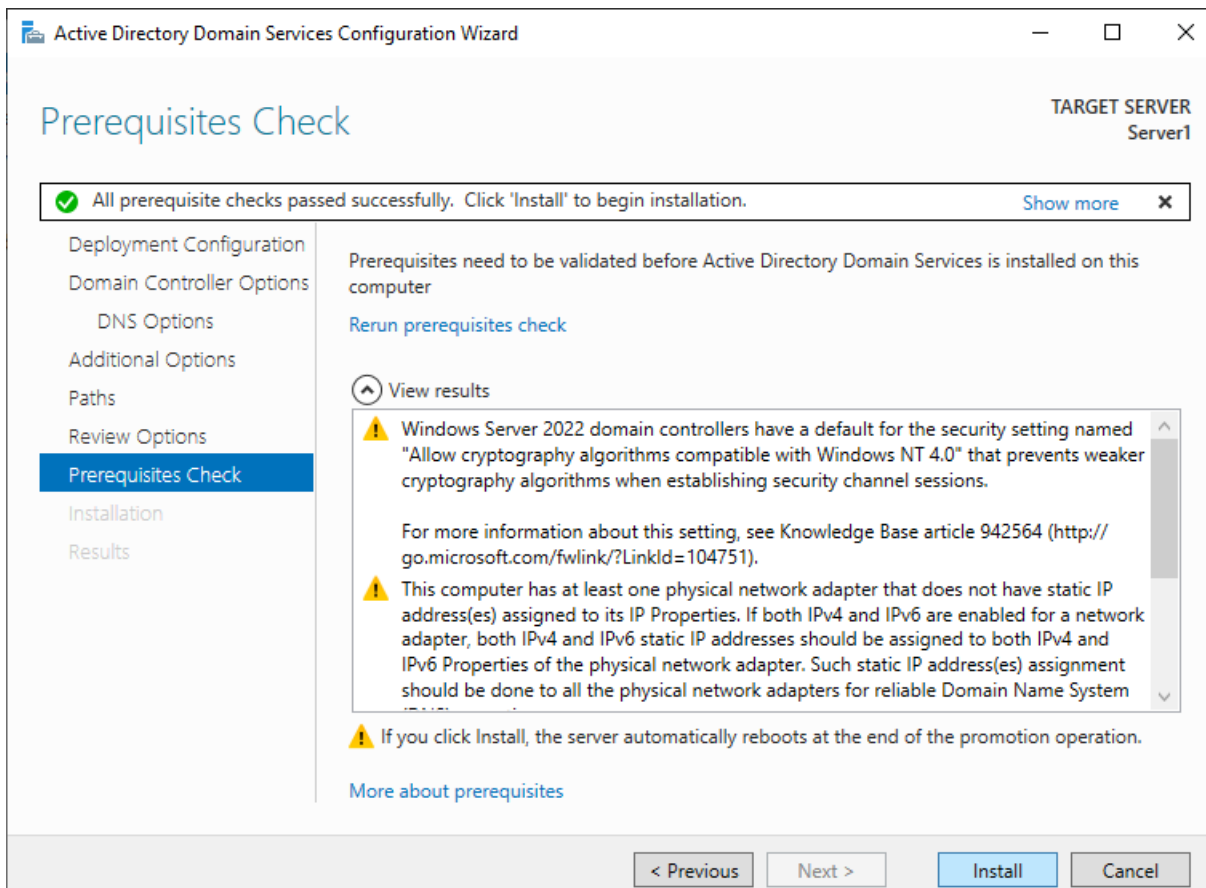 Active Directory Domain Services Configuration Wizard
Prerequisites Check
TARGET SERVER
Server1
All prerequisite checks passed successfully. Click 'Install' to begin installation.
Show more
Deployment Configuration
Domain Controller Options
DNS Options
Additional Options
Paths
Review Options
Prerequisites Check
Installation
Results
Prerequisites need to be validated before Active Directory Domain Services is installed on this
computer
Rerun prerequisites check
View results
Windows Server 2022 domain controllers have a default for the security setting named
"Allow cryptography algorithms compatible with Windows NT 4.0" that prevents weaker
cryptography algorithms when establishing security channel sessions.
For more information about this setting, see Knowledge Base article 942564 (http://
go.microsoft.com/fwlink/?LinkId=104751).
This computer has at least one physical network adapter that does not have static IP
address(es) assigned to its IP Properties. If both IPv4 and IPv6 are enabled for a network
adapter, both IPv4 and IPv6 static IP addresses should be assigned to both IPv4 and
IPv6 Properties of the physical network adapter. Such static IP address(es) assignment
should be done to all the physical network adapters for reliable Domain Name System
If you click Install, the server automatically reboots at the end of the promotion operation.
More about prerequisites
< Previous
Next >
Install
Cancel